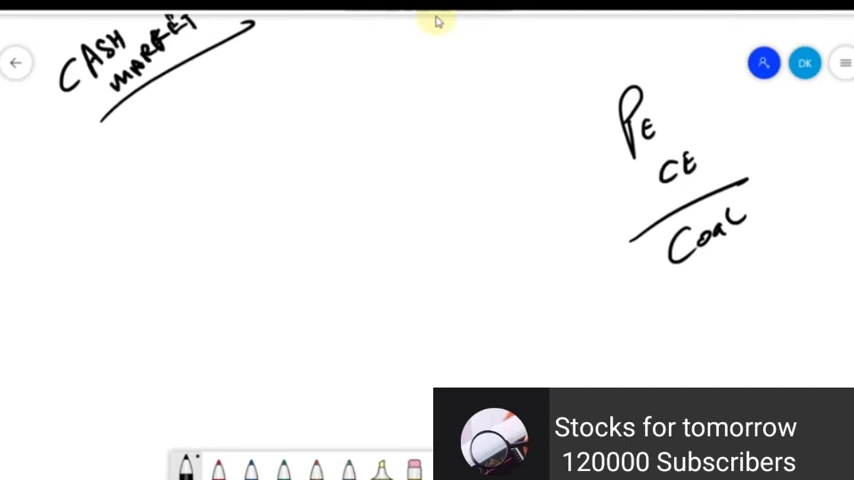 CASH
MARKET
DK
PE
CE
Coal
Stocks for tomorrow
120000 Subscribers